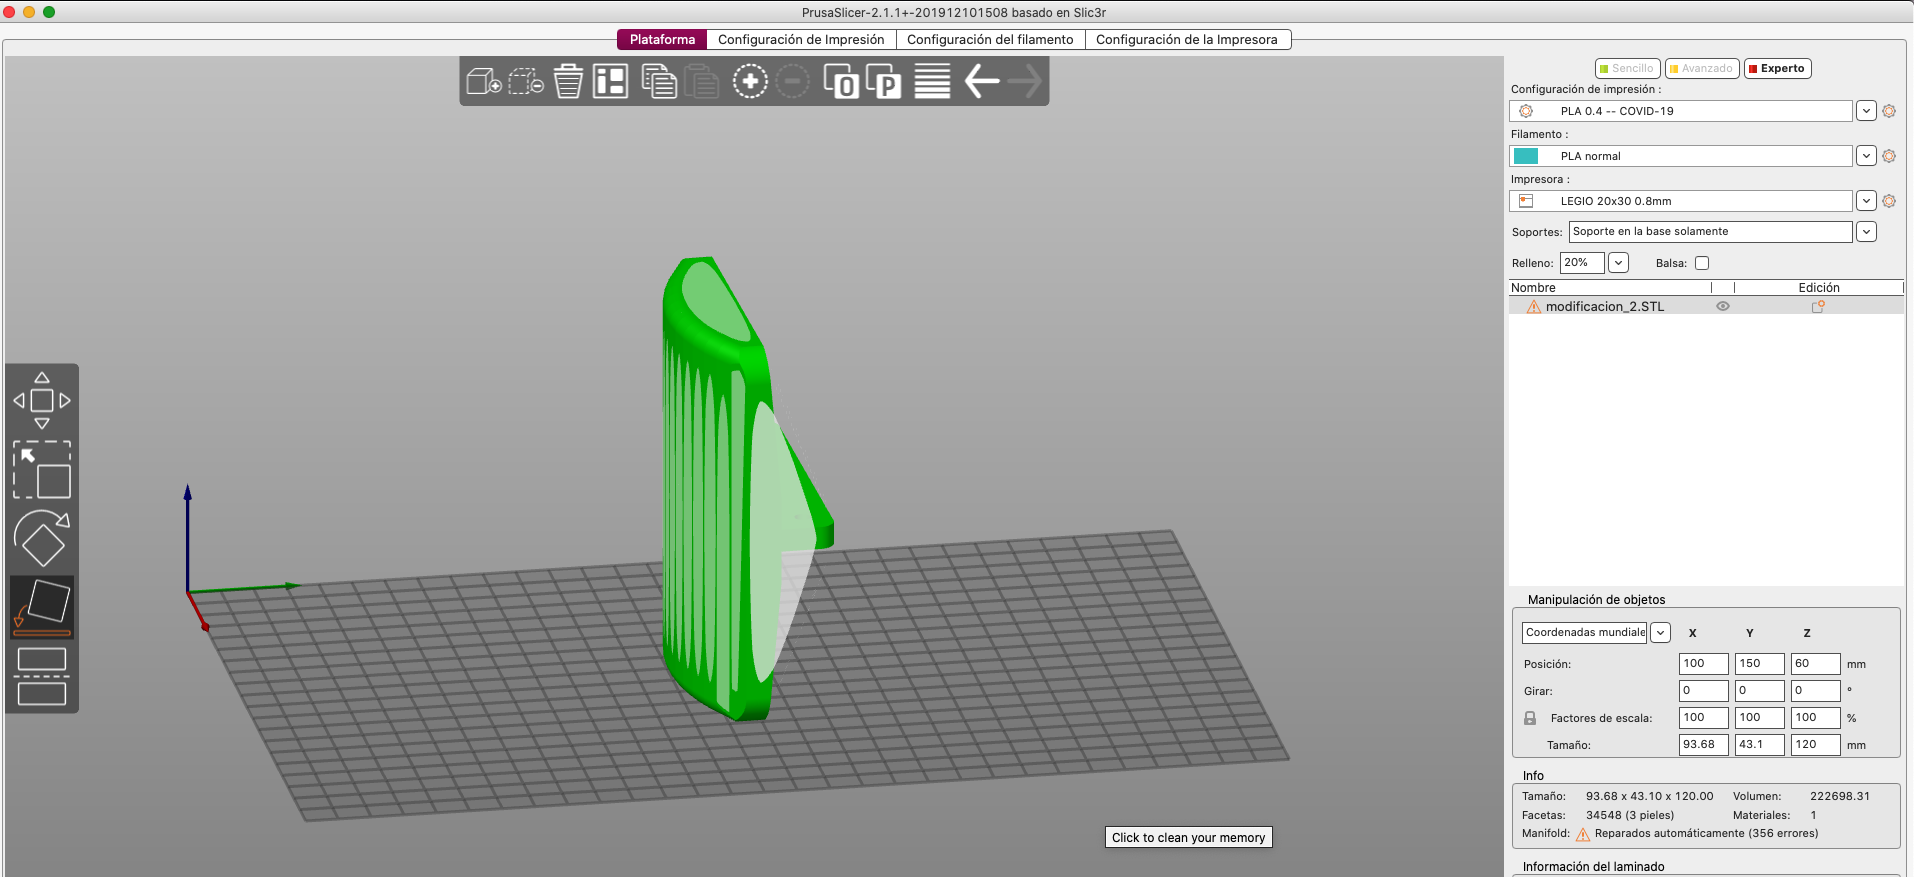 PrusaSlicer-2.1.1+-201912101508 basado en Slic3r
Plataforma Configuración de Impresión Configuración del filamento Configuración de la Impresora
O P
Sencillo Avanzado Experto
Configuración de impresión :
PLA 0.4 -- COVID-19
Filamento :
PLA normal
Impresora :
LEGIO 20x30 0.8mm
Soportes: Soporte en la base solamente
Relleno: 20% Balsa:
Nombre Edición
modificacion_2.STL
Manipulación de objetos
Coordenadas mundiale X Y Z
Posición: 100 150 60 mm
Girar: 0 0 0 °
Factores de escala: 100 100 100 %
Tamaño: 93.68 43.1 120 mm
Info
Tamaño: 93.68 x 43.10 x 120.00 Volumen: 222698.31
Facetas: 34548 (3 pieles) Materiales: 1
Manifold: Reparados automáticamente (356 errores)
Información del laminado
Click to clean your memory